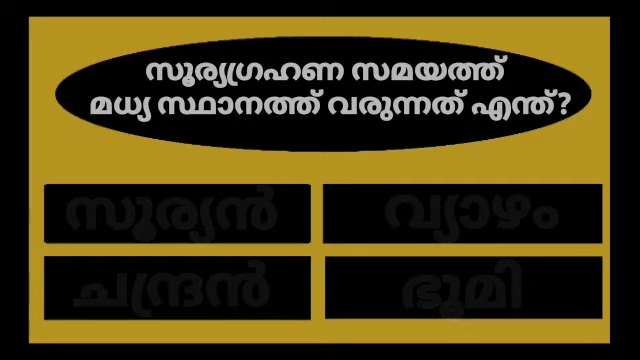 സൂര്യഗ്രഹണ സമയത്ത്
മധ്യ സ്ഥാനത്ത് വരുന്നത് എന്ത്?
സൂര്യൻ
വ്യാഴം
ചന്ദ്രൻ
ഭൂമി